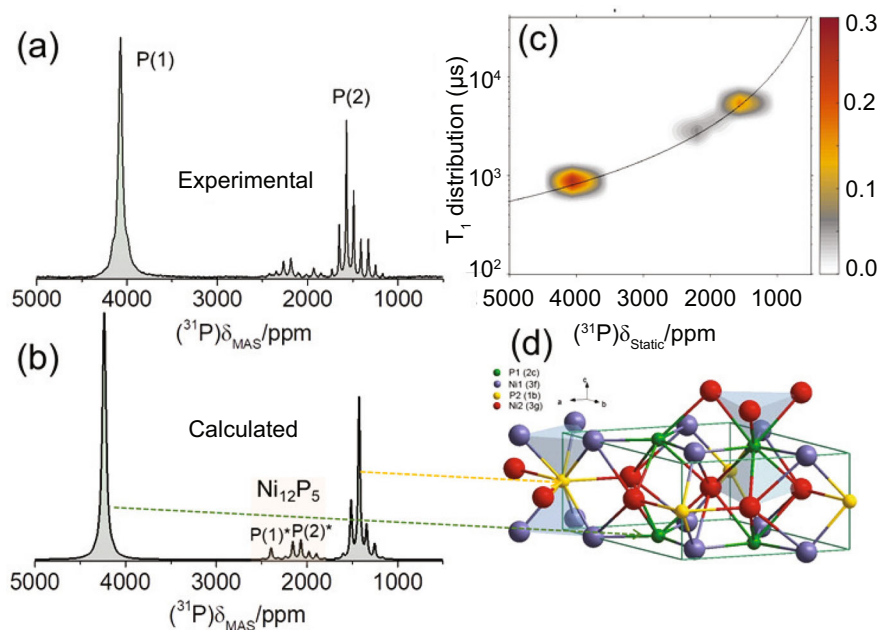 (a)
P(1)
P(2)
Experimental
5000 4000 3000 2000 1000
(³¹P)δMAS/ppm
(c)
T₁ distribution (µs)
10⁴
10³
10²
5000 4000 3000 2000 1000
(³¹P)δStatic/ppm
0.3
0.2
0.1
0.0
(b)
Calculated
Ni₁₂P₅
P(1)* P(2)*
5000 4000 3000 2000 1000
(³¹P)δMAS/ppm
(d)
P1 (2c)
Ni1 (3f)
P2 (1b)
Ni2 (3g)
c
a b